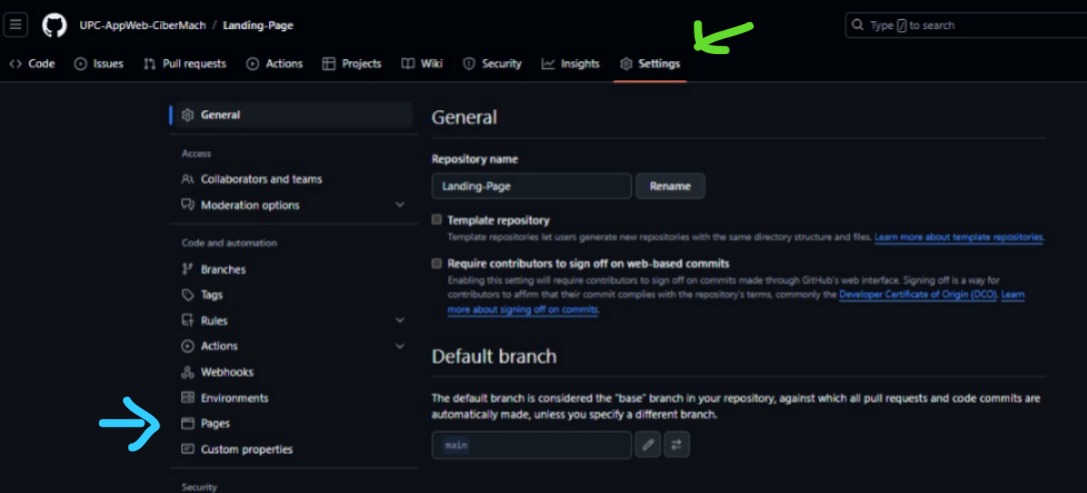 UPC-AppWeb-CiberMach / Landing-Page
Type / to search
Code Issues Pull requests Actions Projects Wiki Security Insights Settings
General
Access
Collaborators and teams
Moderation options
Code and automation
Branches
Tags
Rules
Actions
Webhooks
Environments
Pages
Custom properties
Security
General
Repository name
Landing-Page Rename
Template repository
Template repositories let users generate new repositories with the same directory structure and files. Learn more about template repositories.
Require contributors to sign off on web-based commits
Enabling this setting will require contributors to sign off on commits made through GitHub's web interface. Signing off is a way for
contributors to affirm that their commit complies with the repository's terms, commonly the Developer Certificate of Origin (DCO). Learn
more about signing off on commits.
Default branch
The default branch is considered the "base" branch in your repository, against which all pull requests and code commits are
automatically made, unless you specify a different branch.
main